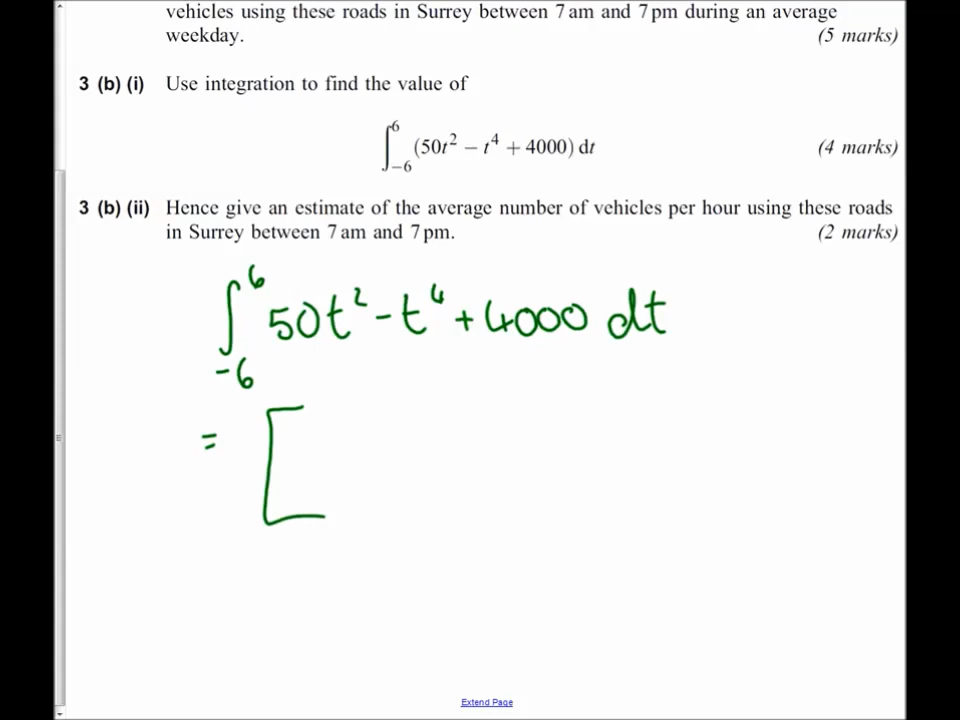 vehicles using these roads in Surrey between 7 am and 7 pm during an average
weekday. (5 marks)
3 (b) (i) Use integration to find the value of
∫₋₆⁶ (50t² − t⁴ + 4000) dt (4 marks)
3 (b) (ii) Hence give an estimate of the average number of vehicles per hour using these roads
in Surrey between 7 am and 7 pm. (2 marks)
∫₋₆⁶ 50t² - t⁴ + 4000 dt
= [
Extend Page